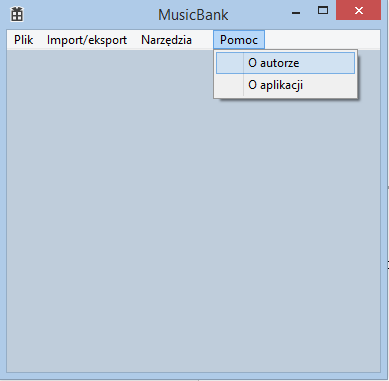 MusicBank
Plik Import/eksport Narzędzia Pomoc
O autorze
O aplikacji